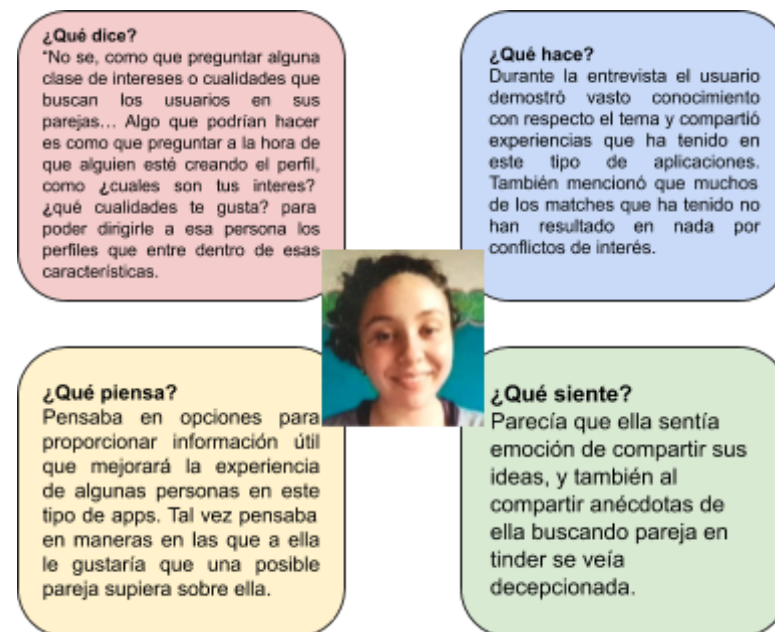 ¿Qué dice?
“No se, como que preguntar alguna
clase de intereses o cualidades que
buscan los usuarios en sus
parejas... Algo que podrían hacer
es como que preguntar a la hora de
que alguien esté creando el perfil,
como ¿cuales son tus interes?
¿qué cualidades te gusta? para
poder dirigirle a esa persona los
perfiles que entre dentro de esas
características.
¿Qué hace?
Durante la entrevista el usuario
demostró vasto conocimiento
con respecto el tema y compartió
experiencias que ha tenido en
este tipo de aplicaciones.
También mencionó que muchos
de los matches que ha tenido no
han resultado en nada por
conflictos de interés.
¿Qué piensa?
Pensaba en opciones para
proporcionar información útil
que mejorará la experiencia
de algunas personas en este
tipo de apps. Tal vez pensaba
en maneras en las que a ella
le gustaría que una posible
pareja supiera sobre ella.
¿Qué siente?
Parecía que ella sentía
emoción de compartir sus
ideas, y también al
compartir anécdotas de
ella buscando pareja en
tinder se veía
decepcionada.